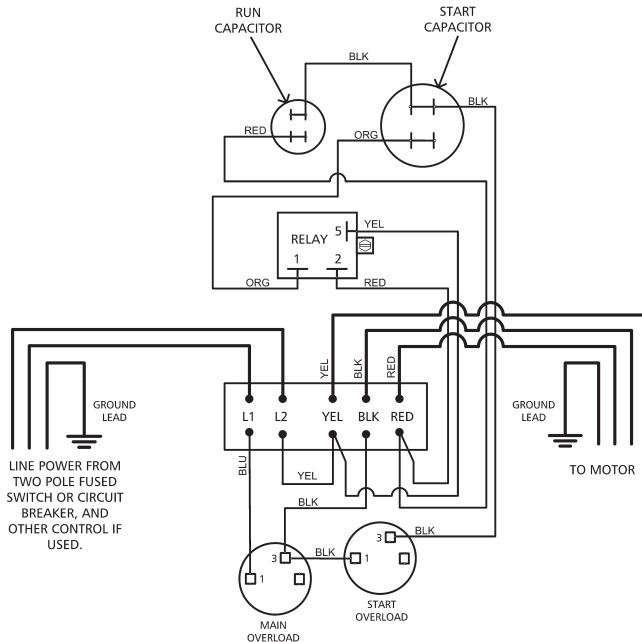 RUN
CAPACITOR
START
CAPACITOR
BLK
BLK
RED
ORG
YEL
5
RELAY
1
2
ORG
RED
YEL
BLK
RED
GROUND
LEAD
L1
L2
YEL
BLK
RED
GROUND
LEAD
LINE POWER FROM
TWO POLE FUSED
SWITCH OR CIRCUIT
BREAKER, AND
OTHER CONTROL IF
USED.
TO MOTOR
BLU
YEL
BLK
BLK
3
BLK
3
1
1
START
OVERLOAD
MAIN
OVERLOAD